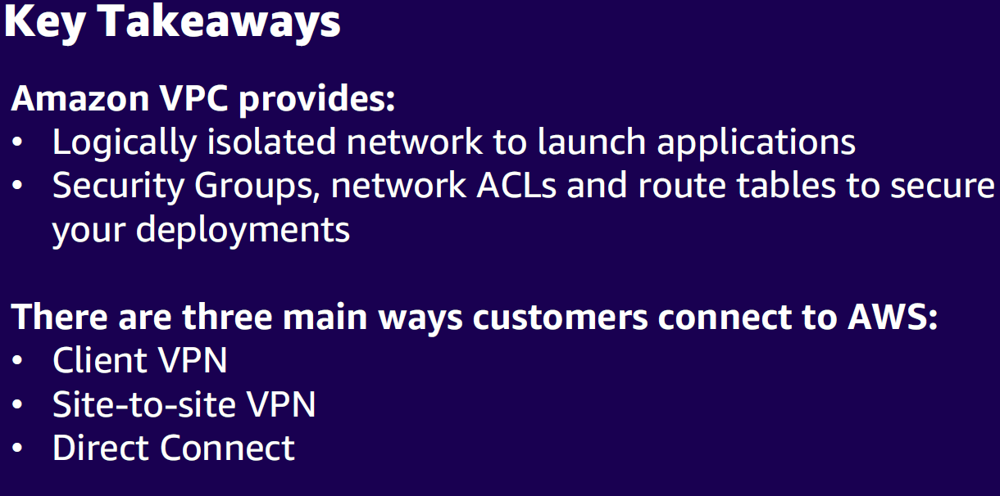 Key Takeaways
Amazon VPC provides:
• Logically isolated network to launch applications
• Security Groups, network ACLs and route tables to secure
your deployments
There are three main ways customers connect to AWS:
• Client VPN
• Site-to-site VPN
• Direct Connect